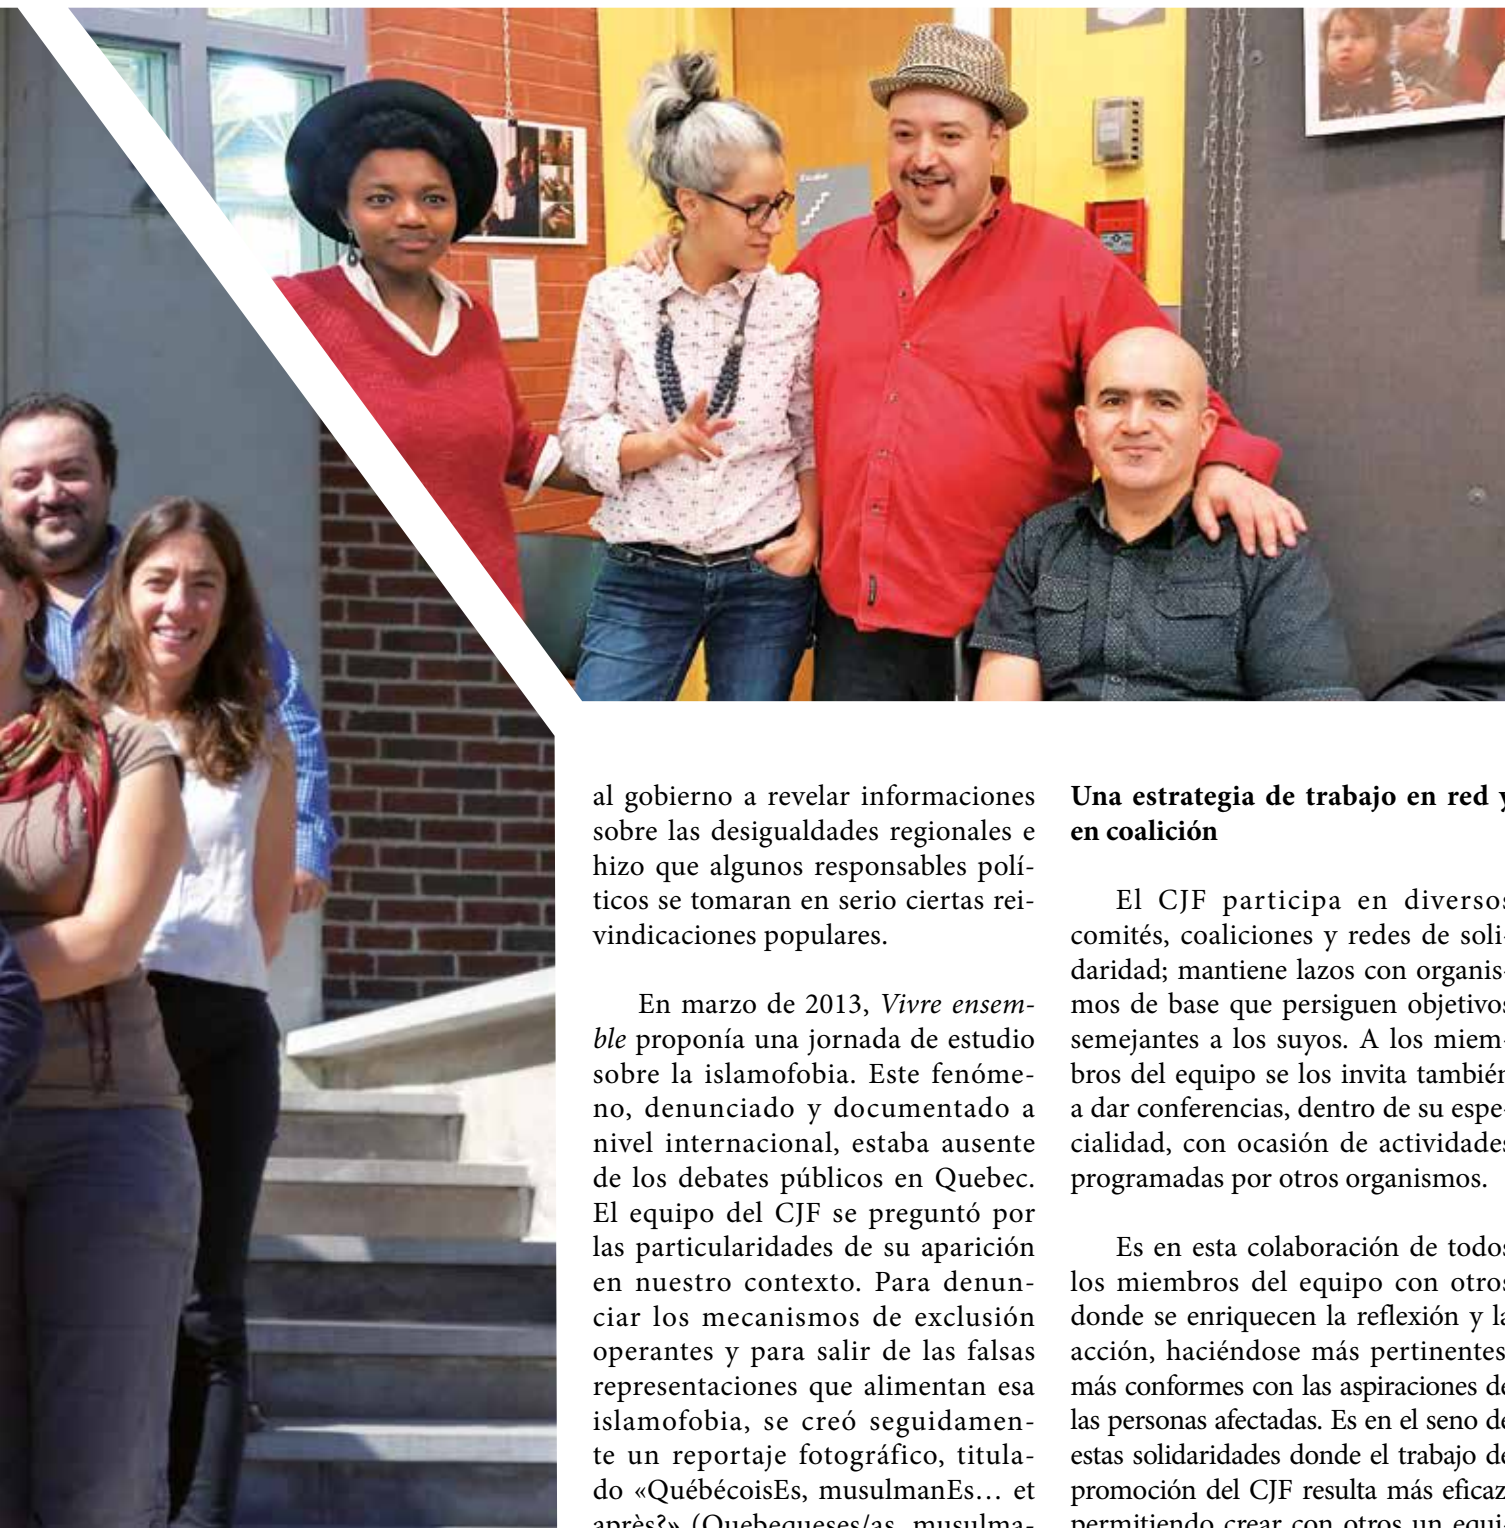 al gobierno a revelar informaciones
sobre las desigualdades regionales e
hizo que algunos responsables polí-
ticos se tomaran en serio ciertas rei-
vindicaciones populares.
En marzo de 2013, Vivre ensem-
ble proponía una jornada de estudio
sobre la islamofobia. Este fenóme-
no, denunciado y documentado a
nivel internacional, estaba ausente
de los debates públicos en Quebec.
El equipo del CJF se preguntó por
las particularidades de su aparición
en nuestro contexto. Para denun-
ciar los mecanismos de exclusión
operantes y para salir de las falsas
representaciones que alimentan esa
islamofobia, se creó seguidamen-
te un reportaje fotográfico, titula-
do «QuébécoisEs, musulmanEs… et
après?» (Quebequeses/as, musulma-
Una estrategia de trabajo en red y
en coalición
El CJF participa en diversos
comités, coaliciones y redes de soli-
daridad; mantiene lazos con organis-
mos de base que persiguen objetivos
semejantes a los suyos. A los miem-
bros del equipo se los invita también
a dar conferencias, dentro de su espe-
cialidad, con ocasión de actividades
programadas por otros organismos.
Es en esta colaboración de todos
los miembros del equipo con otros
donde se enriquecen la reflexión y la
acción, haciéndose más pertinentes,
más conformes con las aspiraciones de
las personas afectadas. Es en el seno de
estas solidaridades donde el trabajo de
promoción del CJF resulta más eficaz,
permitiendo crear con otros un equi-